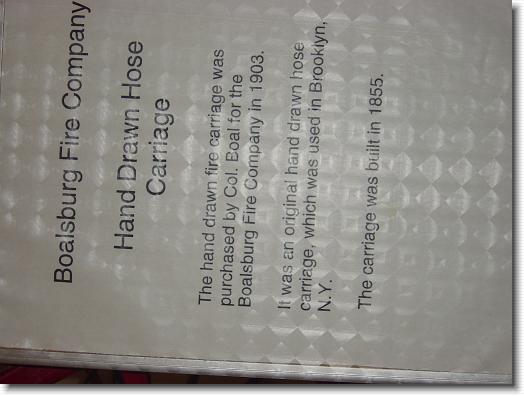 Boalsburg Fire Company
Hand Drawn Hose
Carriage
The hand drawn fire carriage was
purchased by Col. Boal for the
Boalsburg Fire Company in 1903.
It was an original hand drawn hose
carriage, which was used in Brooklyn,
N.Y.
The carriage was built in 1855.